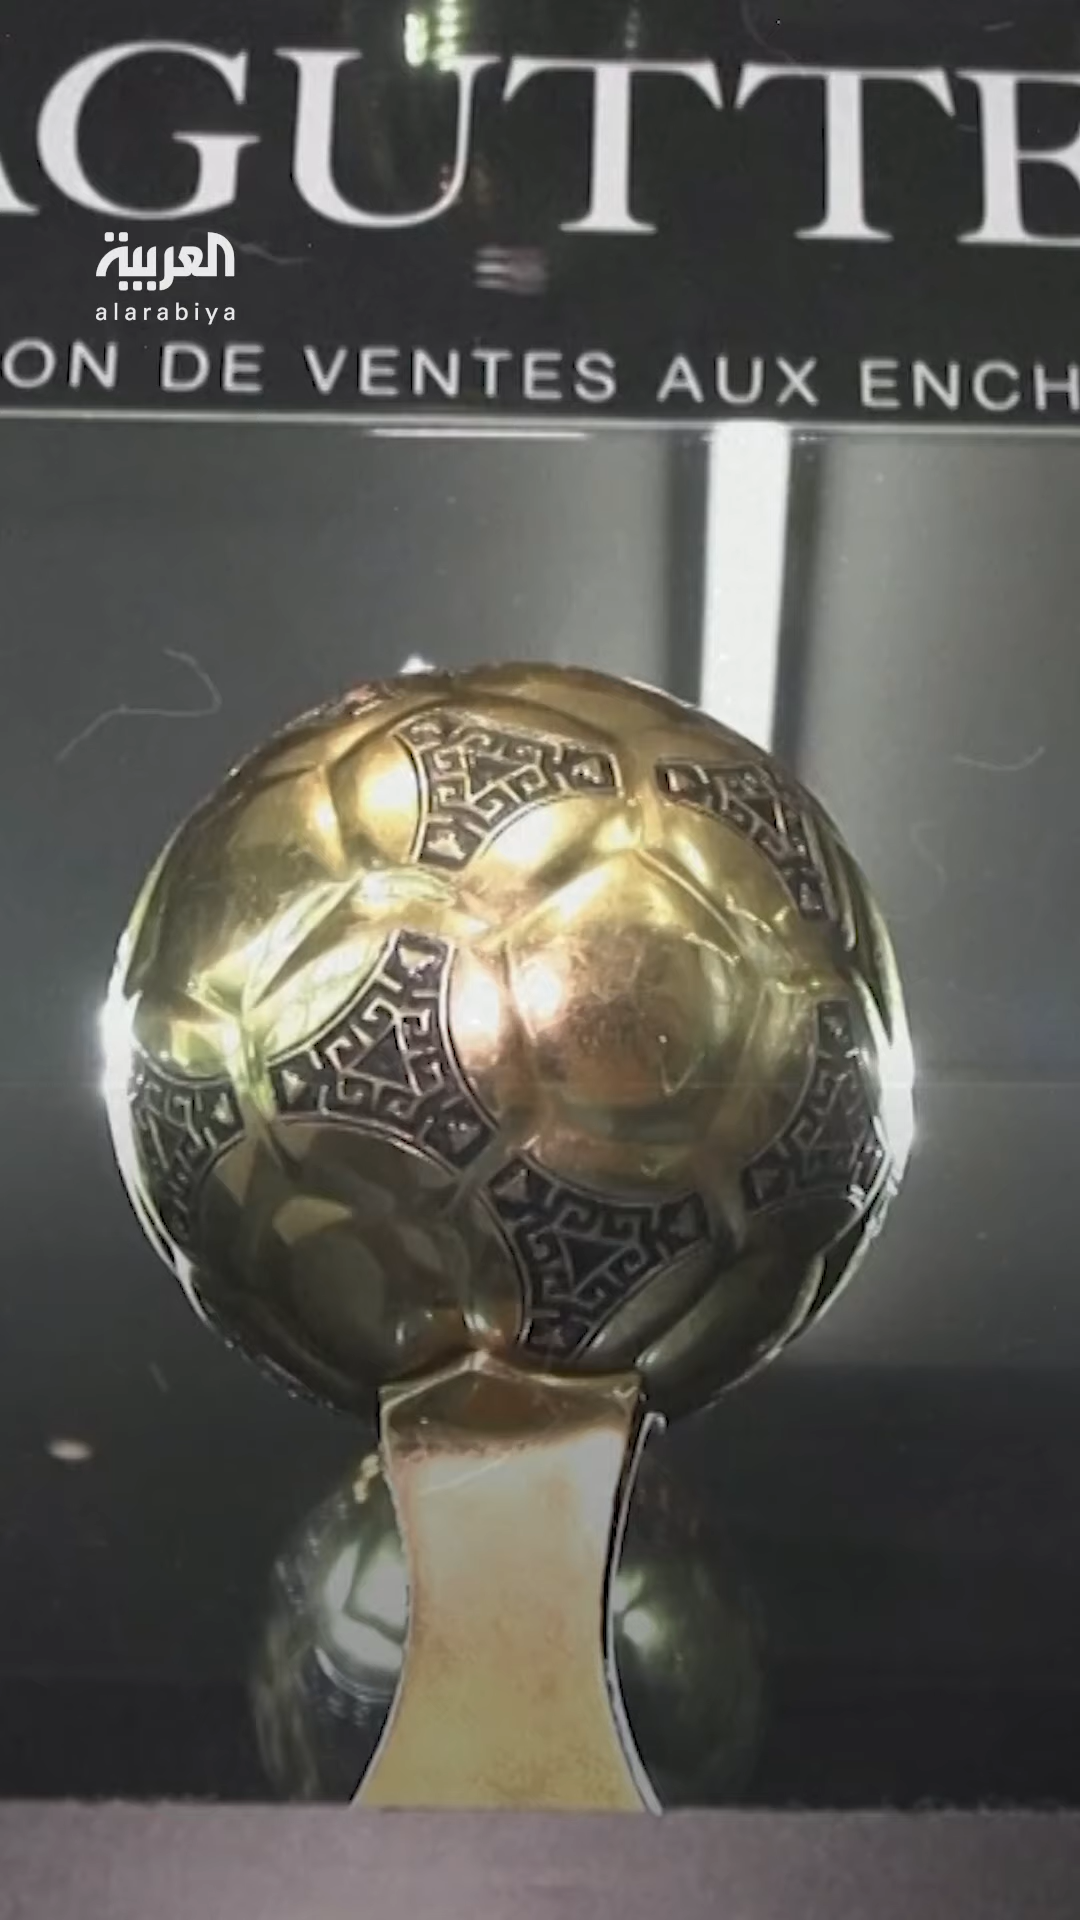 AGUTTE
العربية
alarabiya
ON DE VENTES AUX ENCH